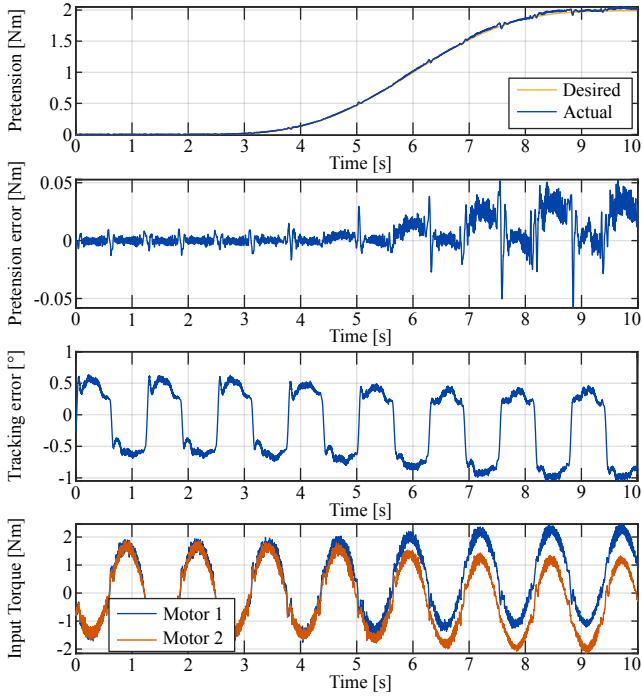 Pretension [Nm]
2
1.5
1
0.5
0
Desired
Actual
0 1 2 3 4 5 6 7 8 9 10
Time [s]
Pretension error [Nm]
0.05
0
-0.05
0 1 2 3 4 5 6 7 8 9 10
Time [s]
Tracking error [°]
1
0.5
0
-0.5
-1
0 1 2 3 4 5 6 7 8 9 10
Time [s]
Input Torque [Nm]
2
1
0
-1
-2
Motor 1
Motor 2
0 1 2 3 4 5 6 7 8 9 10
Time [s]